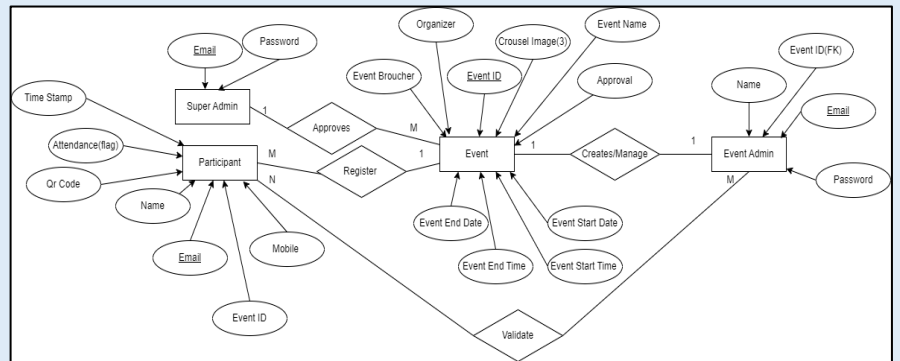 Organizer
Event Name
Email
Password
Crousel Image(3)
Event ID(FK)
Event Broucher
Event ID
Approval
Name
Time Stamp
Super Admin
1
Email
Approves
M
Attendance(flag)
Participant
M
1
Event
1
Creates/Manage
1
Event Admin
Register
Qr Code
N
M
Password
Name
Event End Date
Event Start Date
Email
Mobile
Event End Time
Event Start Time
Event ID
Validate